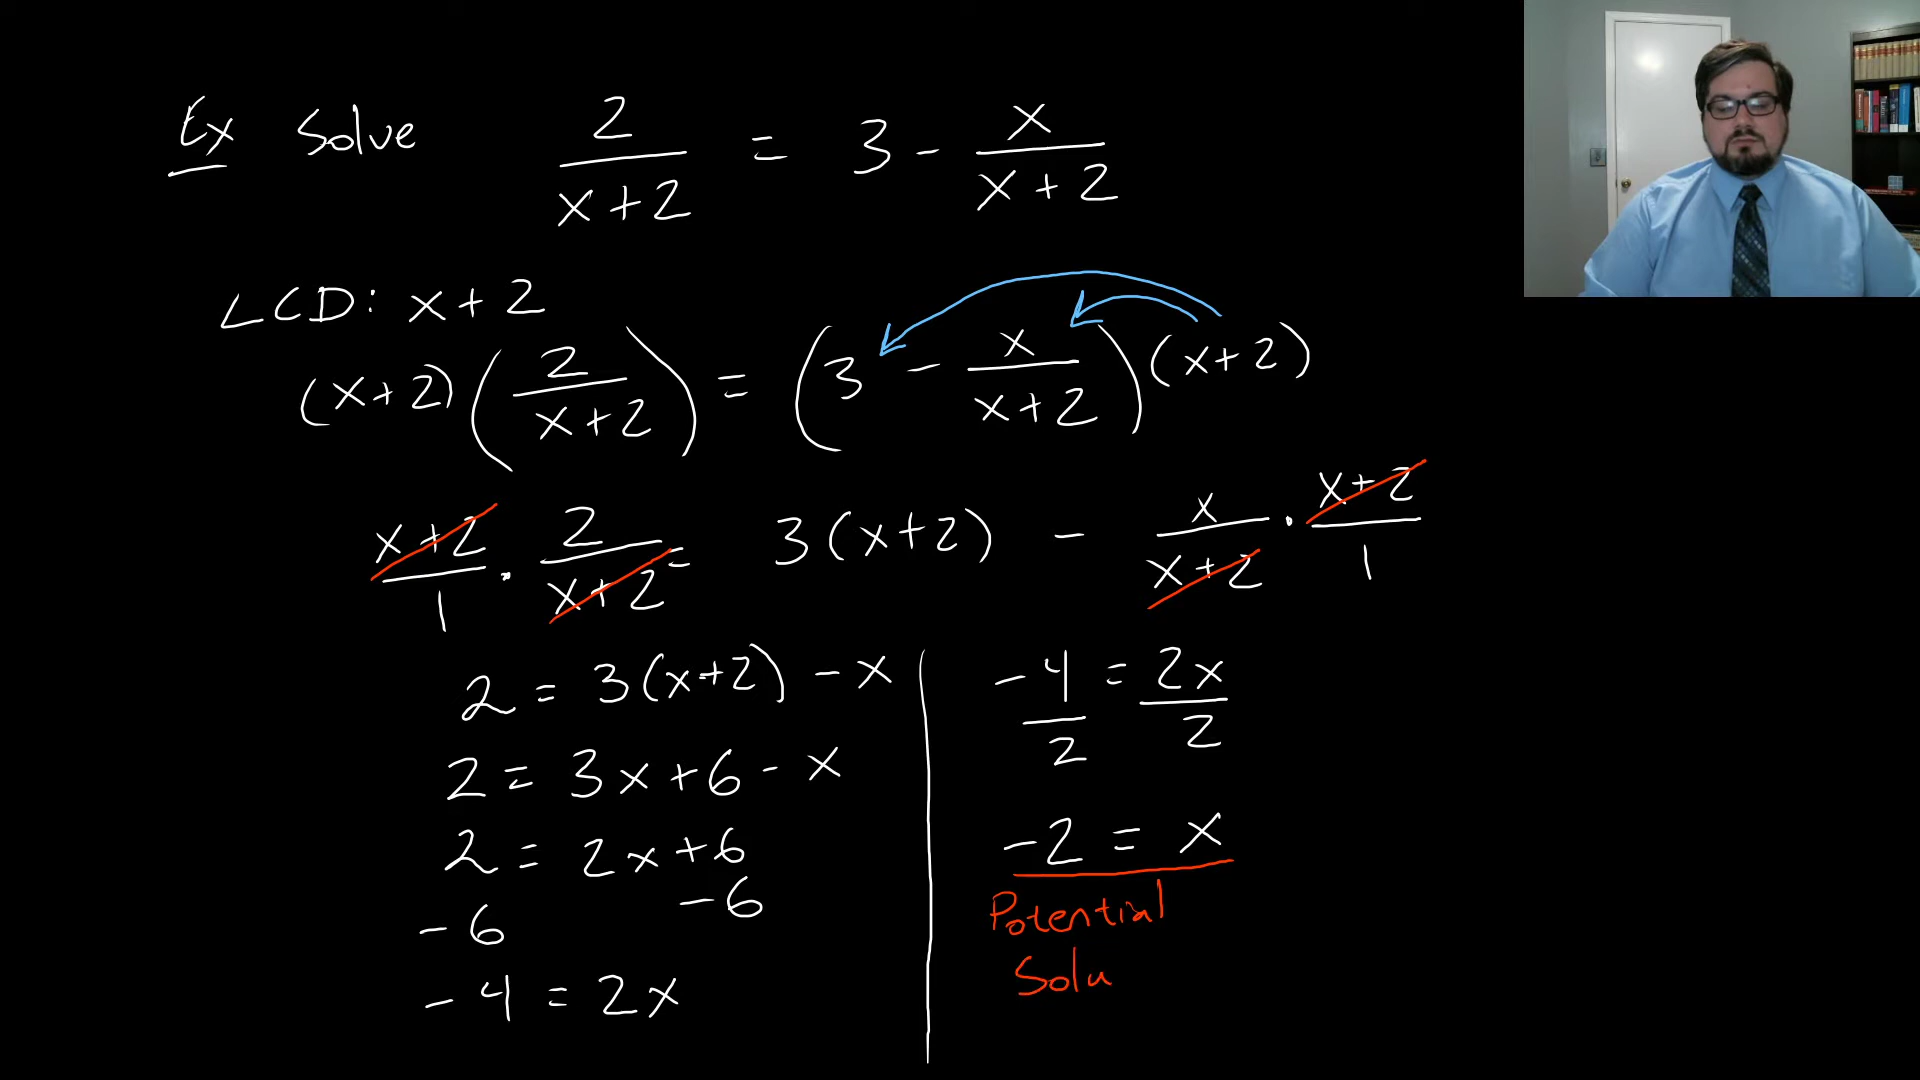 Ex Solve 2/(x+2) = 3 - x/(x+2)
LCD: x+2
(x+2)(2/(x+2)) = (3 - x/(x+2))(x+2)
(x+2)/1 · 2/(x+2) = 3(x+2) - x/(x+2) · (x+2)/1
2 = 3(x+2) - x
2 = 3x+6 - x
2 = 2x+6
-6 -6
-4 = 2x
-4/2 = 2x/2
-2 = x
Potential
Solu